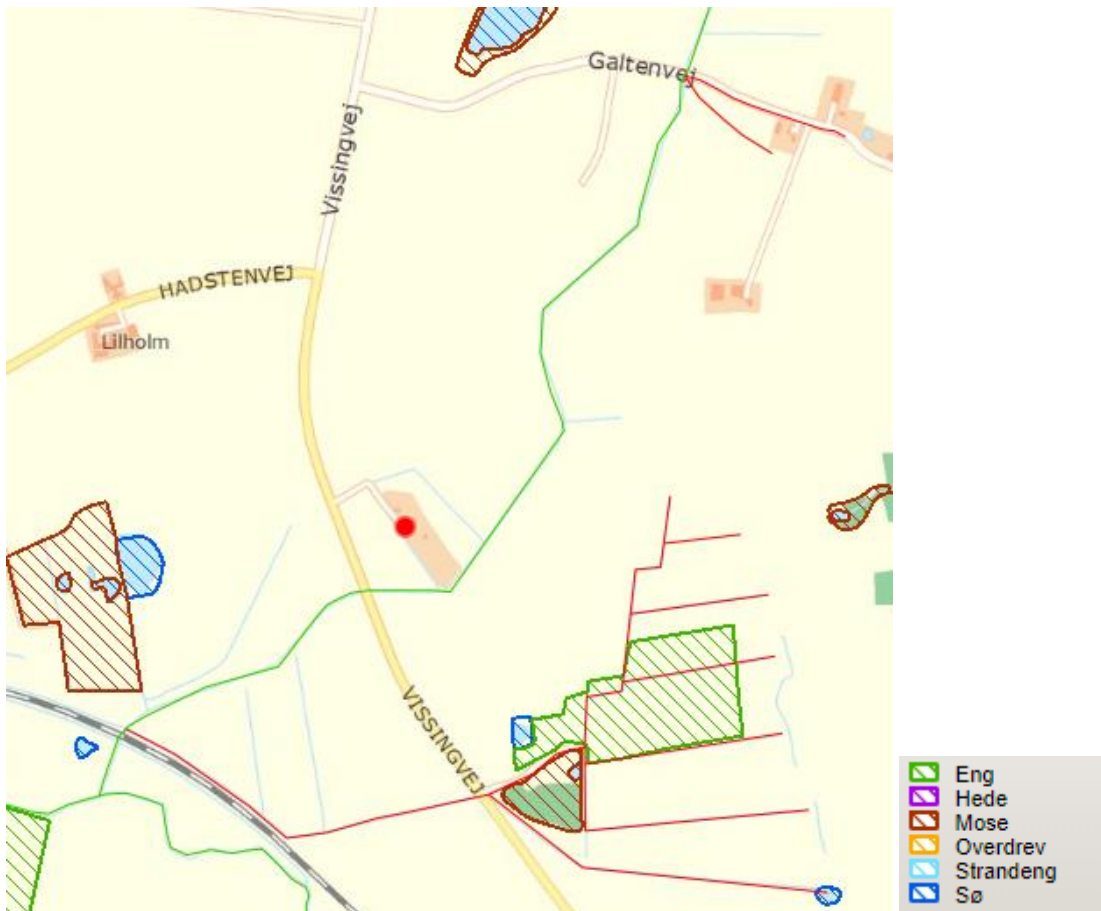 Galtenvej
Vissingvej
HADSTENVEJ
Lilholm
VISSINGVEJ
Eng
Hede
Mose
Overdrev
Strandeng
Sø